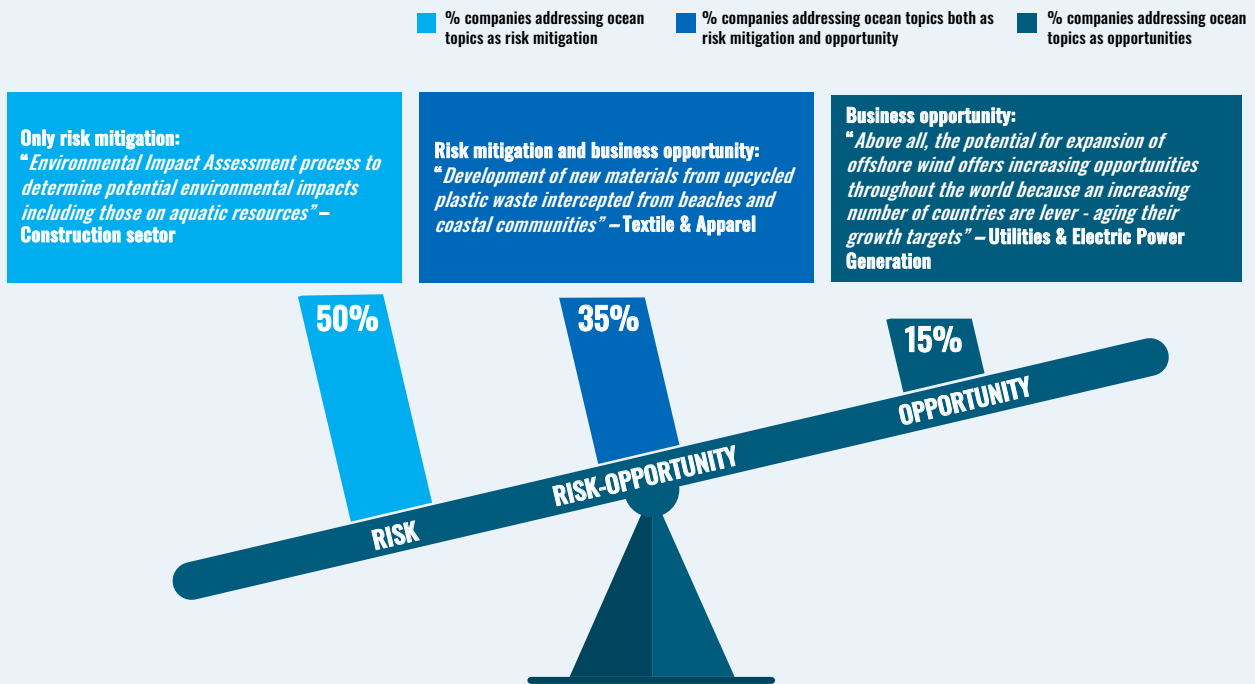 % companies addressing ocean
topics as risk mitigation
% companies addressing ocean topics both as
risk mitigation and opportunity
% companies addressing ocean
topics as opportunities
Only risk mitigation:
“Environmental Impact Assessment process to
determine potential environmental impacts
including those on aquatic resources” –
Construction sector
Risk mitigation and business opportunity:
“Development of new materials from upcycled
plastic waste intercepted from beaches and
coastal communities” – Textile & Apparel
Business opportunity:
“Above all, the potential for expansion of
offshore wind offers increasing opportunities
throughout the world because an increasing
number of countries are lever - aging their
growth targets” – Utilities & Electric Power
Generation
50%
35%
15%
RISK
RISK-OPPORTUNITY
OPPORTUNITY